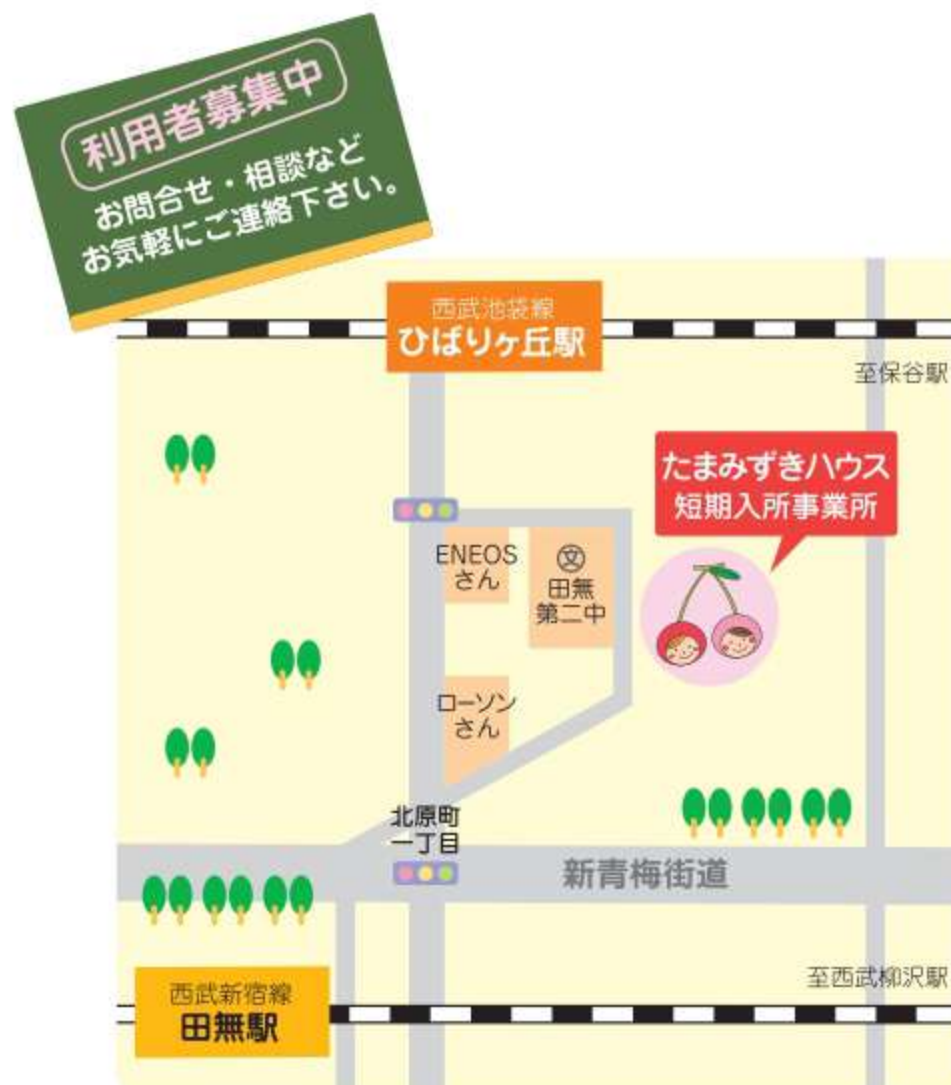 利用者募集中
お問合せ・相談など
お気軽にご連絡下さい。
西武池袋線
ひばりヶ丘駅
至保谷駅
たまみずきハウス
短期入所事業所
ENEOS
さん
文
田無
第二中
ローソン
さん
北原町
一丁目
新青梅街道
至西武柳沢駅
西武新宿線
田無駅